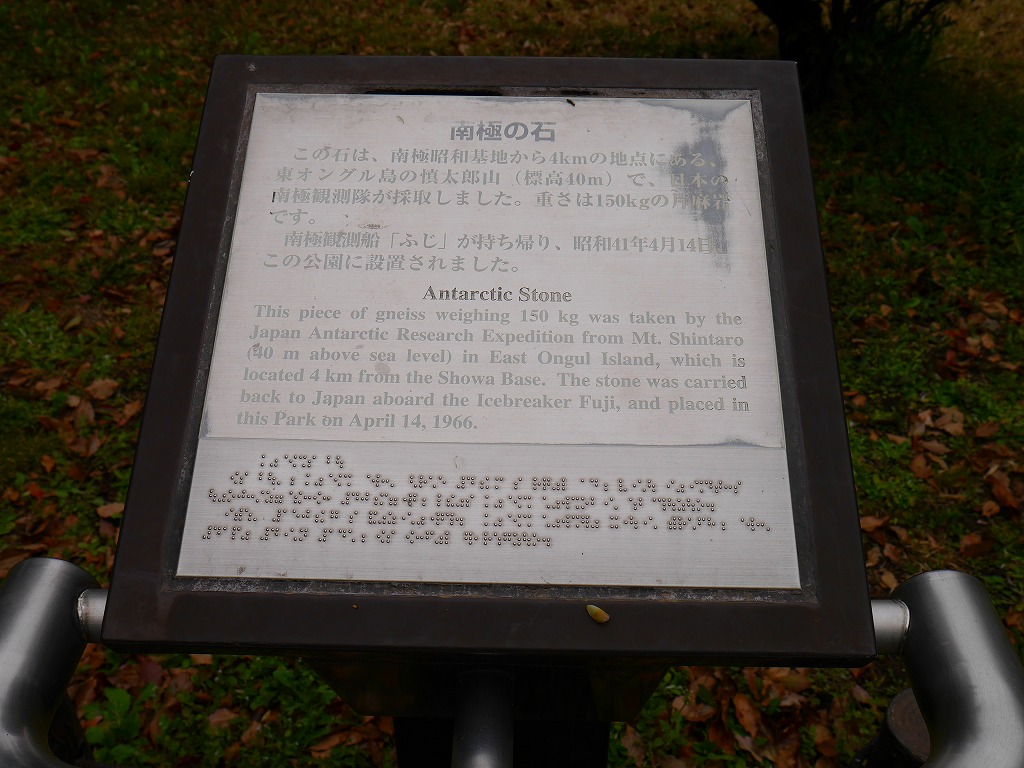 南極の石
この石は、南極昭和基地から4kmの地点にある、
東オングル島の慎太郎山（標高40m）で、日本の
南極観測隊が採取しました。重さは150kgの片麻岩
です。
南極観測船「ふじ」が持ち帰り、昭和41年4月14日、
この公園に設置されました。
Antarctic Stone
This piece of gneiss weighing 150 kg was taken by the
Japan Antarctic Research Expedition from Mt. Shintaro
(40 m above sea level) in East Ongul Island, which is
located 4 km from the Showa Base. The stone was carried
back to Japan aboard the Icebreaker Fuji, and placed in
this Park on April 14, 1966.